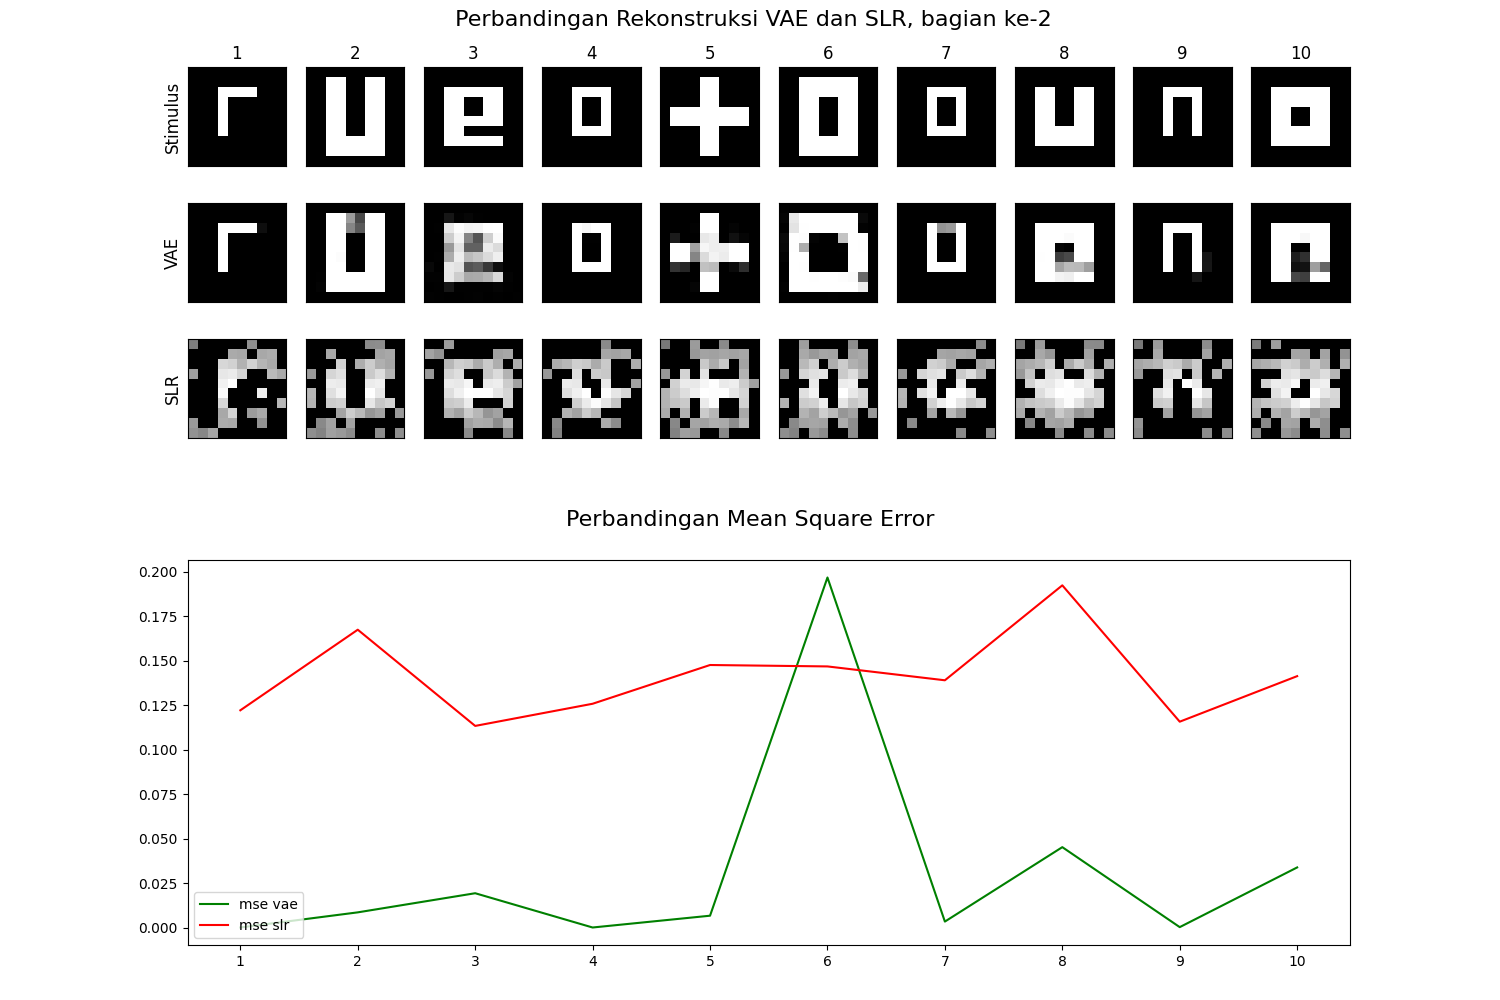 Perbandingan Rekonstruksi VAE dan SLR, bagian ke-2
1 2 3 4 5 6 7 8 9 10
Stimulus
VAE
SLR
Perbandingan Mean Square Error
0.200
0.175
0.150
0.125
0.100
0.075
0.050
0.025
0.000
mse vae
mse slr
1 2 3 4 5 6 7 8 9 10